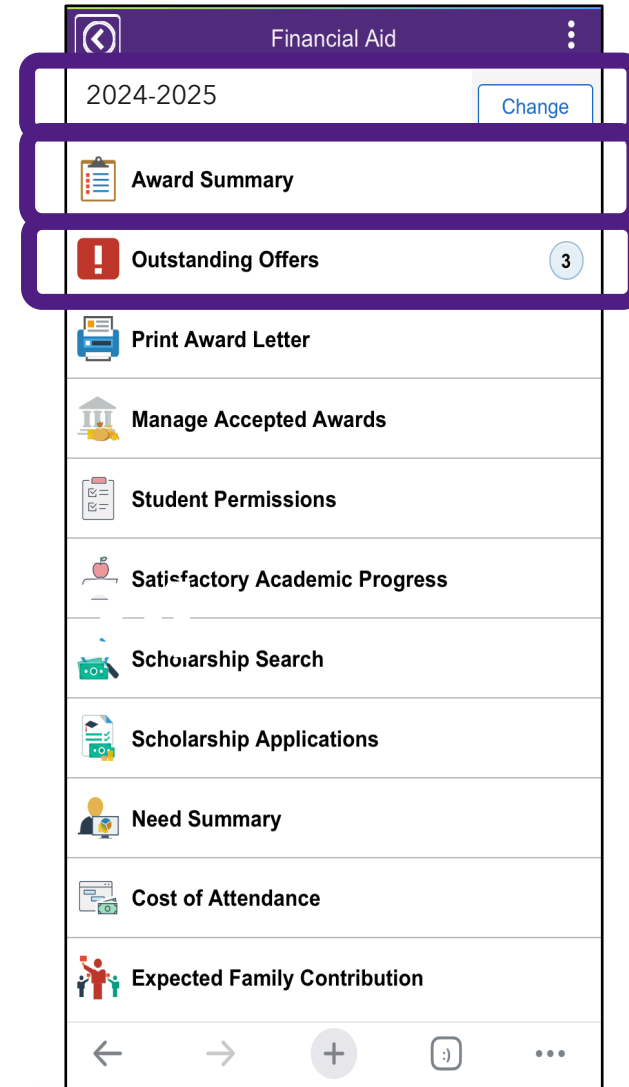 Financial Aid
2024-2025
Change
Award Summary
Outstanding Offers
3
Print Award Letter
Manage Accepted Awards
Student Permissions
Satisfactory Academic Progress
Scholarship Search
Scholarship Applications
Need Summary
Cost of Attendance
Expected Family Contribution
:)